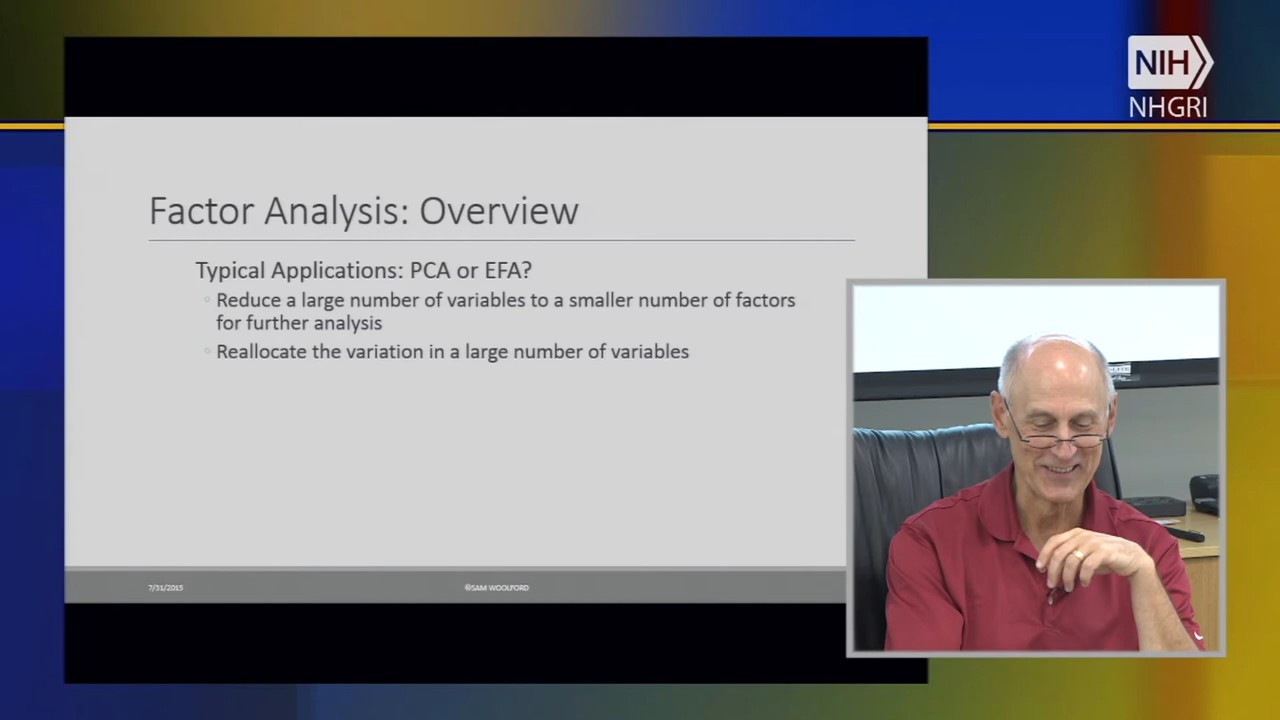 NIH
NHGRI
Factor Analysis: Overview
Typical Applications: PCA or EFA?
Reduce a large number of variables to a smaller number of factors
for further analysis
Reallocate the variation in a large number of variables
7/31/2015
©SAM WOOLFORD